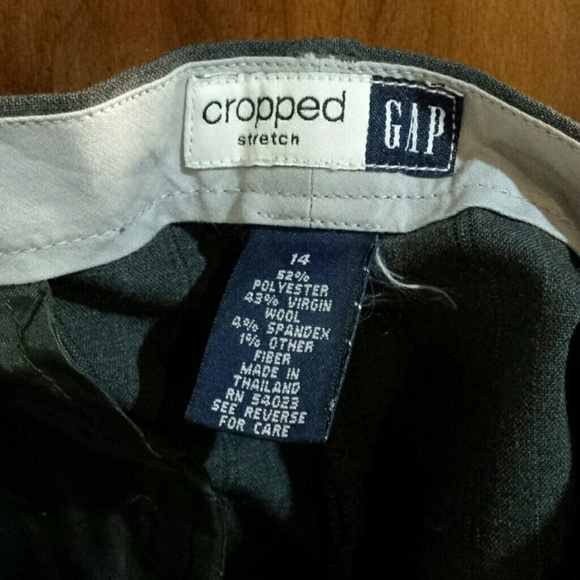 cropped
stretch
GAP
14
52%
POLYESTER
43% VIRGIN
WOOL
4% SPANDEX
1% OTHER
FIBER
MADE IN
THAILAND
RN 54023
SEE REVERSE
FOR CARE